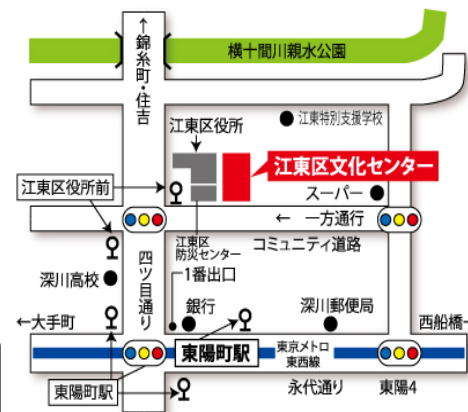 ←錦糸町・住吉
横十間川親水公園
江東区役所
江東特別支援学校
江東区文化センター
江東区役所前
スーパー
← 一方通行
江東区
防災センター
コミュニティ道路
四ツ目通り
深川高校
1番出口
銀行
深川郵便局
←大手町
西船橋
東陽町駅
東京メトロ
東西線
東陽町駅
永代通り
東陽4